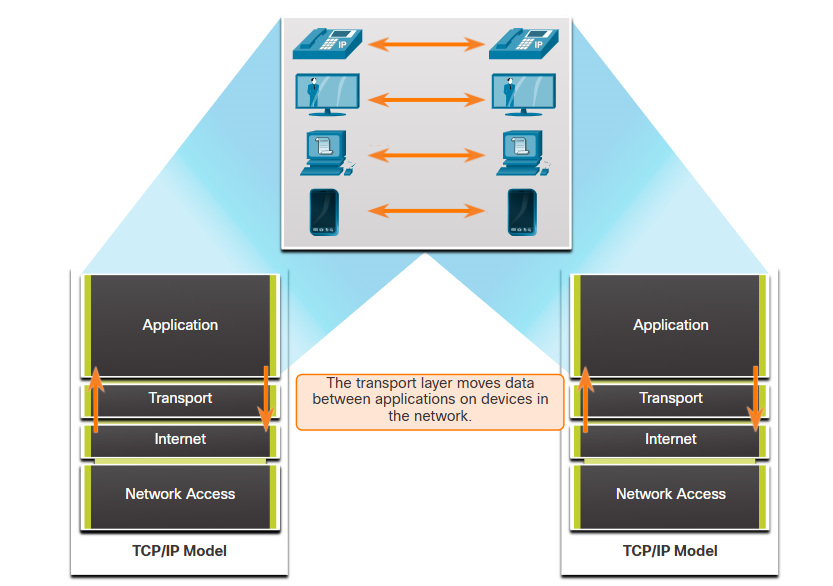 IP
IP
Application
Application
The transport layer moves data
between applications on devices in
the network.
Transport
Transport
Internet
Internet
Network Access
Network Access
TCP/IP Model
TCP/IP Model